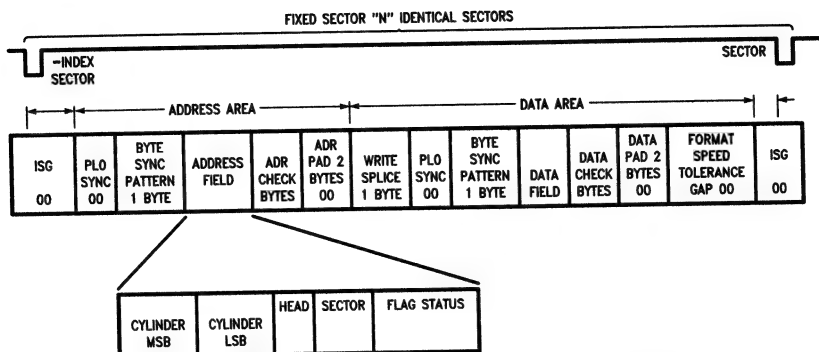 FIXED SECTOR "N" IDENTICAL SECTORS
-INDEX
SECTOR
SECTOR
ADDRESS AREA
DATA AREA
ISG
00
PLO
SYNC
00
BYTE
SYNC
PATTERN
1 BYTE
ADDRESS
FIELD
ADR
CHECK
BYTES
ADR
PAD 2
BYTES
00
WRITE
SPLICE
1 BYTE
PLO
SYNC
00
BYTE
SYNC
PATTERN
1 BYTE
DATA
FIELD
DATA
CHECK
BYTES
DATA
PAD 2
BYTES
00
FORMAT
SPEED
TOLERANCE
GAP 00
ISG
00
CYLINDER
MSB
CYLINDER
LSB
HEAD
SECTOR
FLAG STATUS